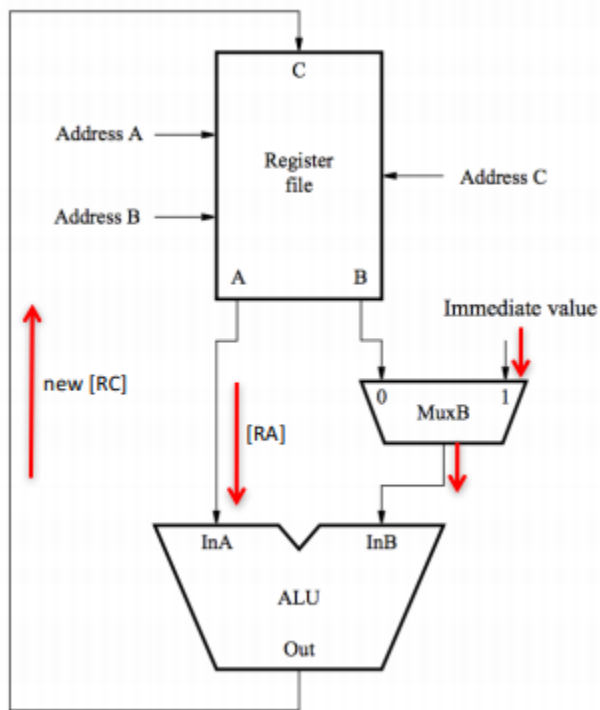 C
Address A
Register
file
Address C
Address B
A
B
Immediate value
new [RC]
0
1
MuxB
[RA]
InA
InB
ALU
Out